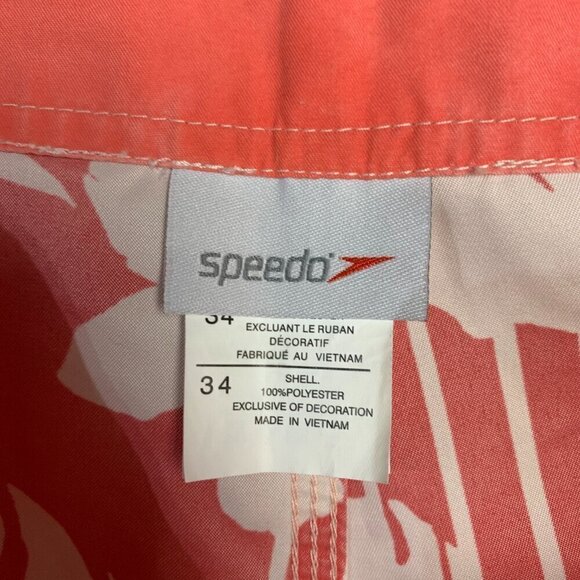 speedo
34
EXCLUANT LE RUBAN
DÉCORATIF
FABRIQUÉ AU VIETNAM
34
SHELL.
100%POLYESTER
EXCLUSIVE OF DECORATION
MADE IN VIETNAM